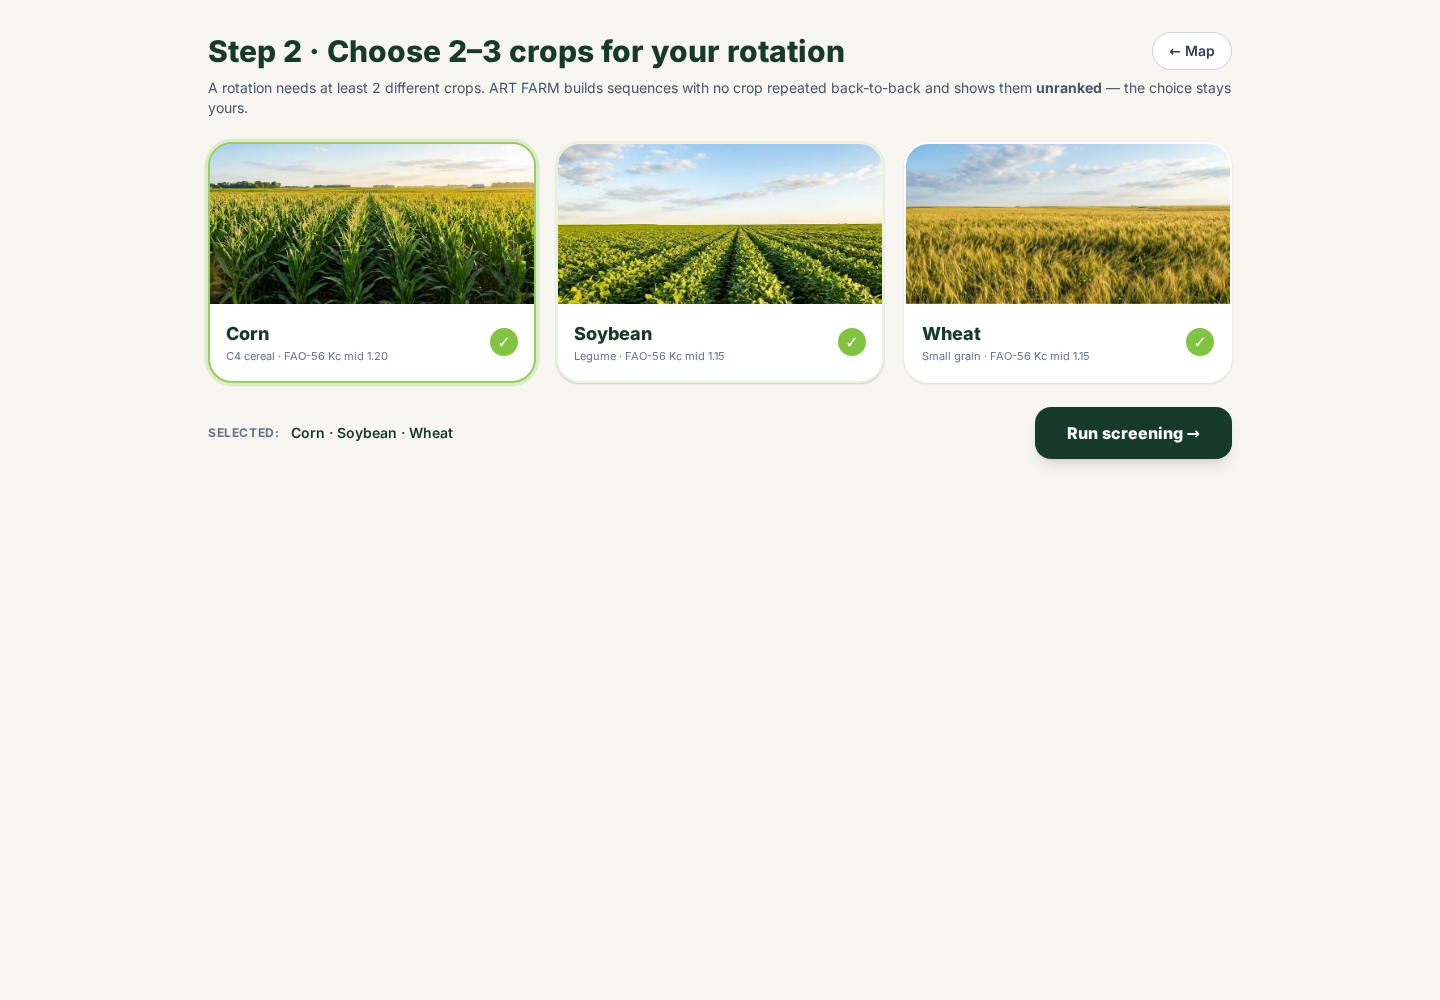 Step 2 · Choose 2–3 crops for your rotation
← Map
A rotation needs at least 2 different crops. ART FARM builds sequences with no crop repeated back-to-back and shows them unranked — the choice stays
yours.
Corn
C4 cereal · FAO-56 Kc mid 1.20
✓
Soybean
Legume · FAO-56 Kc mid 1.15
✓
Wheat
Small grain · FAO-56 Kc mid 1.15
✓
SELECTED: Corn · Soybean · Wheat
Run screening →